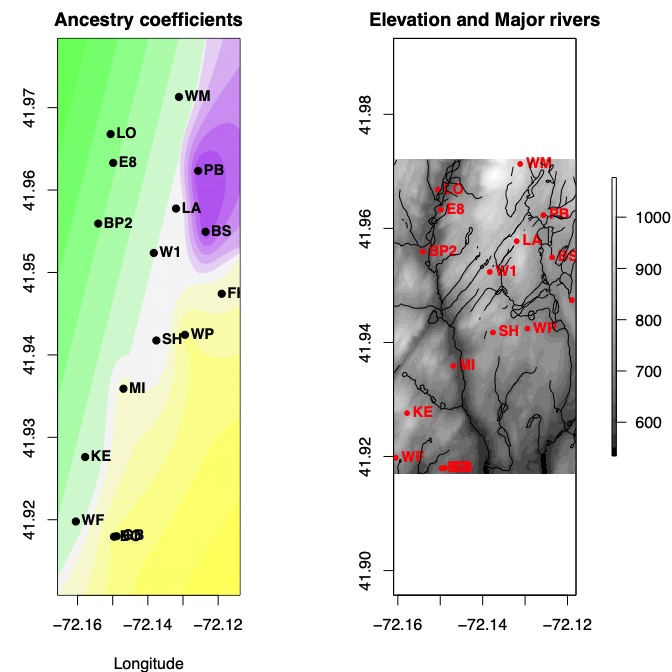 Ancestry coefficients
WM
LO
E8
PB
LA
BP2
BS
W1
FI
WP
SH
MI
KE
WF
41.97
41.96
41.95
41.94
41.93
41.92
−72.16
−72.14
−72.12
Longitude
Elevation and Major rivers
WM
LO
E8
PB
LA
BP2
BS
W1
SH
WP
MI
KE
WF
41.98
41.96
41.94
41.92
41.90
−72.16
−72.14
−72.12
1000
900
800
700
600